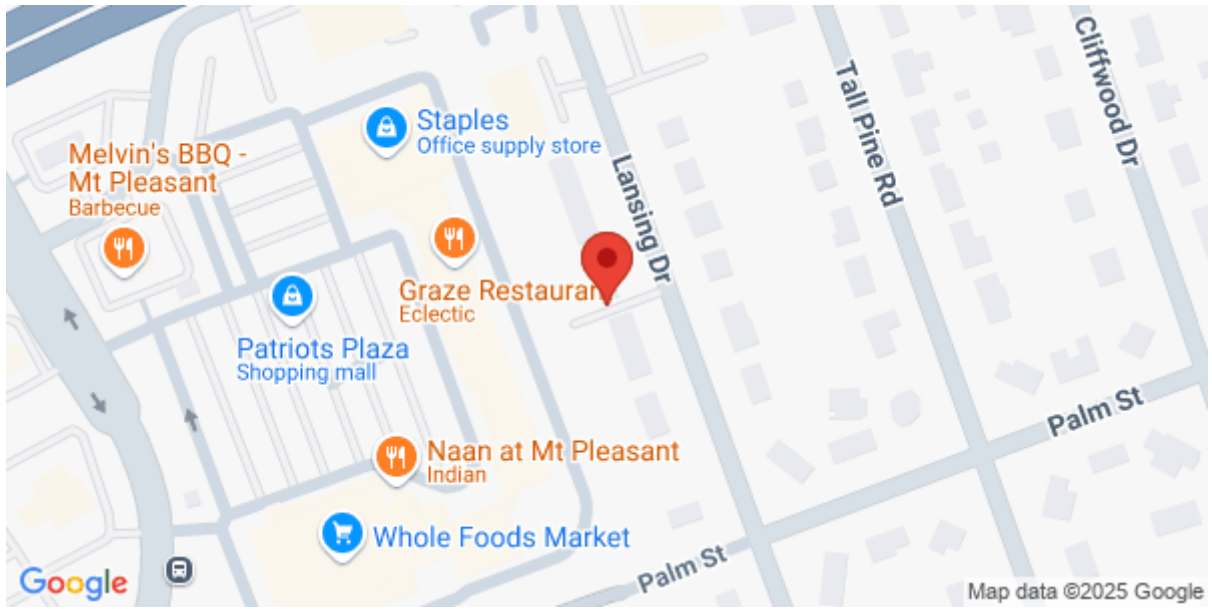 Staples
Office supply store
Melvin's BBQ -
Mt Pleasant
Barbecue
Lansing Dr
Tall Pine Rd
Cliffwood Dr
Graze Restaurant
Eclectic
Patriots Plaza
Shopping mall
Palm St
Naan at Mt Pleasant
Indian
Whole Foods Market
Palm St
Google
Map data ©2025 Google